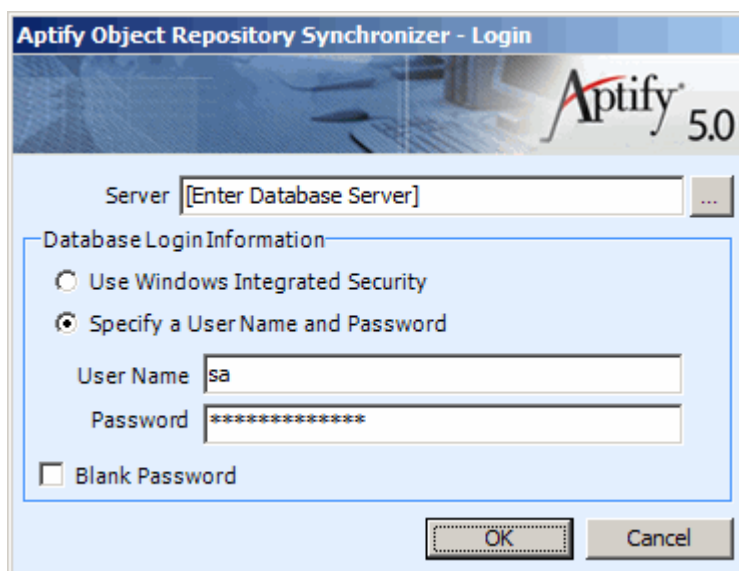 Aptify Object Repository Synchronizer - Login
Aptify® 5.0
Server [Enter Database Server] ...
Database Login Information
Use Windows Integrated Security
Specify a User Name and Password
User Name sa
Password *************
Blank Password
OK Cancel